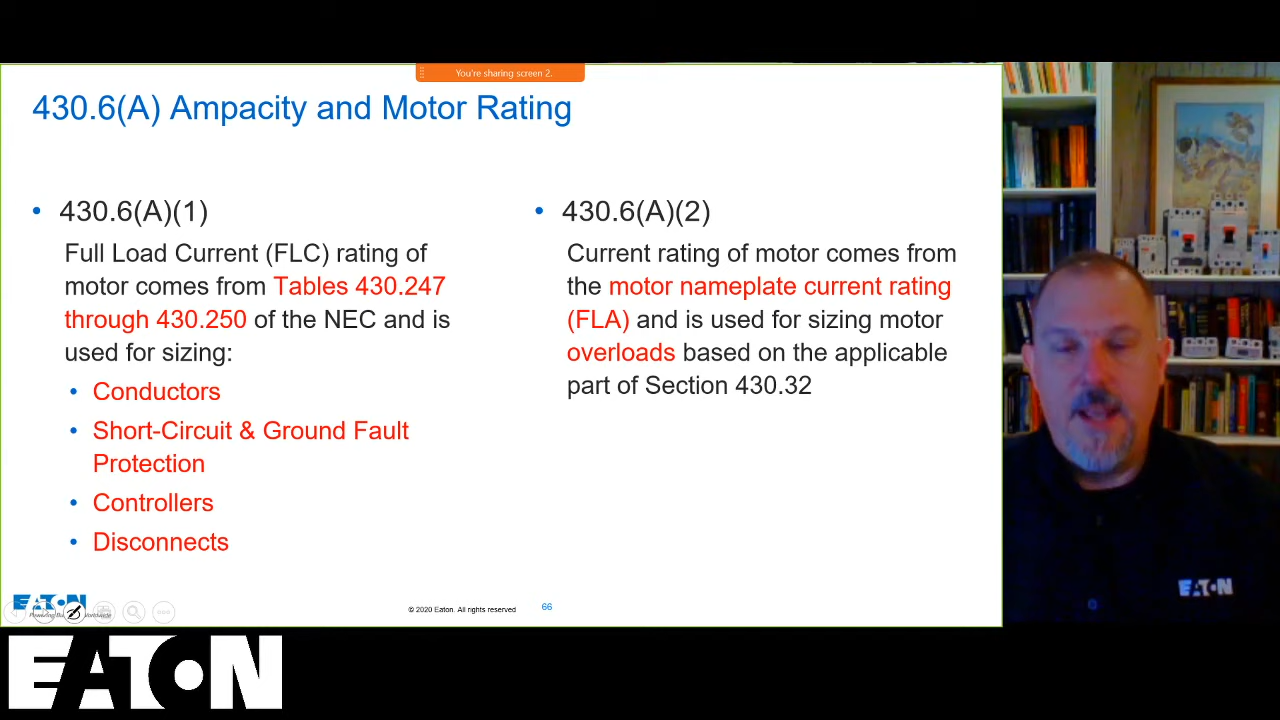 You're sharing screen 2.
430.6(A) Ampacity and Motor Rating
• 430.6(A)(1)
Full Load Current (FLC) rating of
motor comes from Tables 430.247
through 430.250 of the NEC and is
used for sizing:
• Conductors
• Short-Circuit & Ground Fault
Protection
• Controllers
• Disconnects
• 430.6(A)(2)
Current rating of motor comes from
the motor nameplate current rating
(FLA) and is used for sizing motor
overloads based on the applicable
part of Section 430.32
EATON
© 2020 Eaton. All rights reserved
66
EATON
EATON